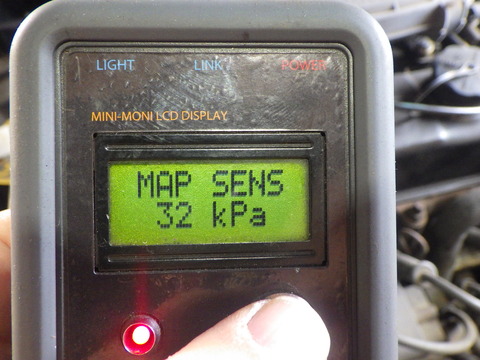 LIGHT LINK POWER
MINI-MONI LCD DISPLAY
MAP SENS
32 kPa